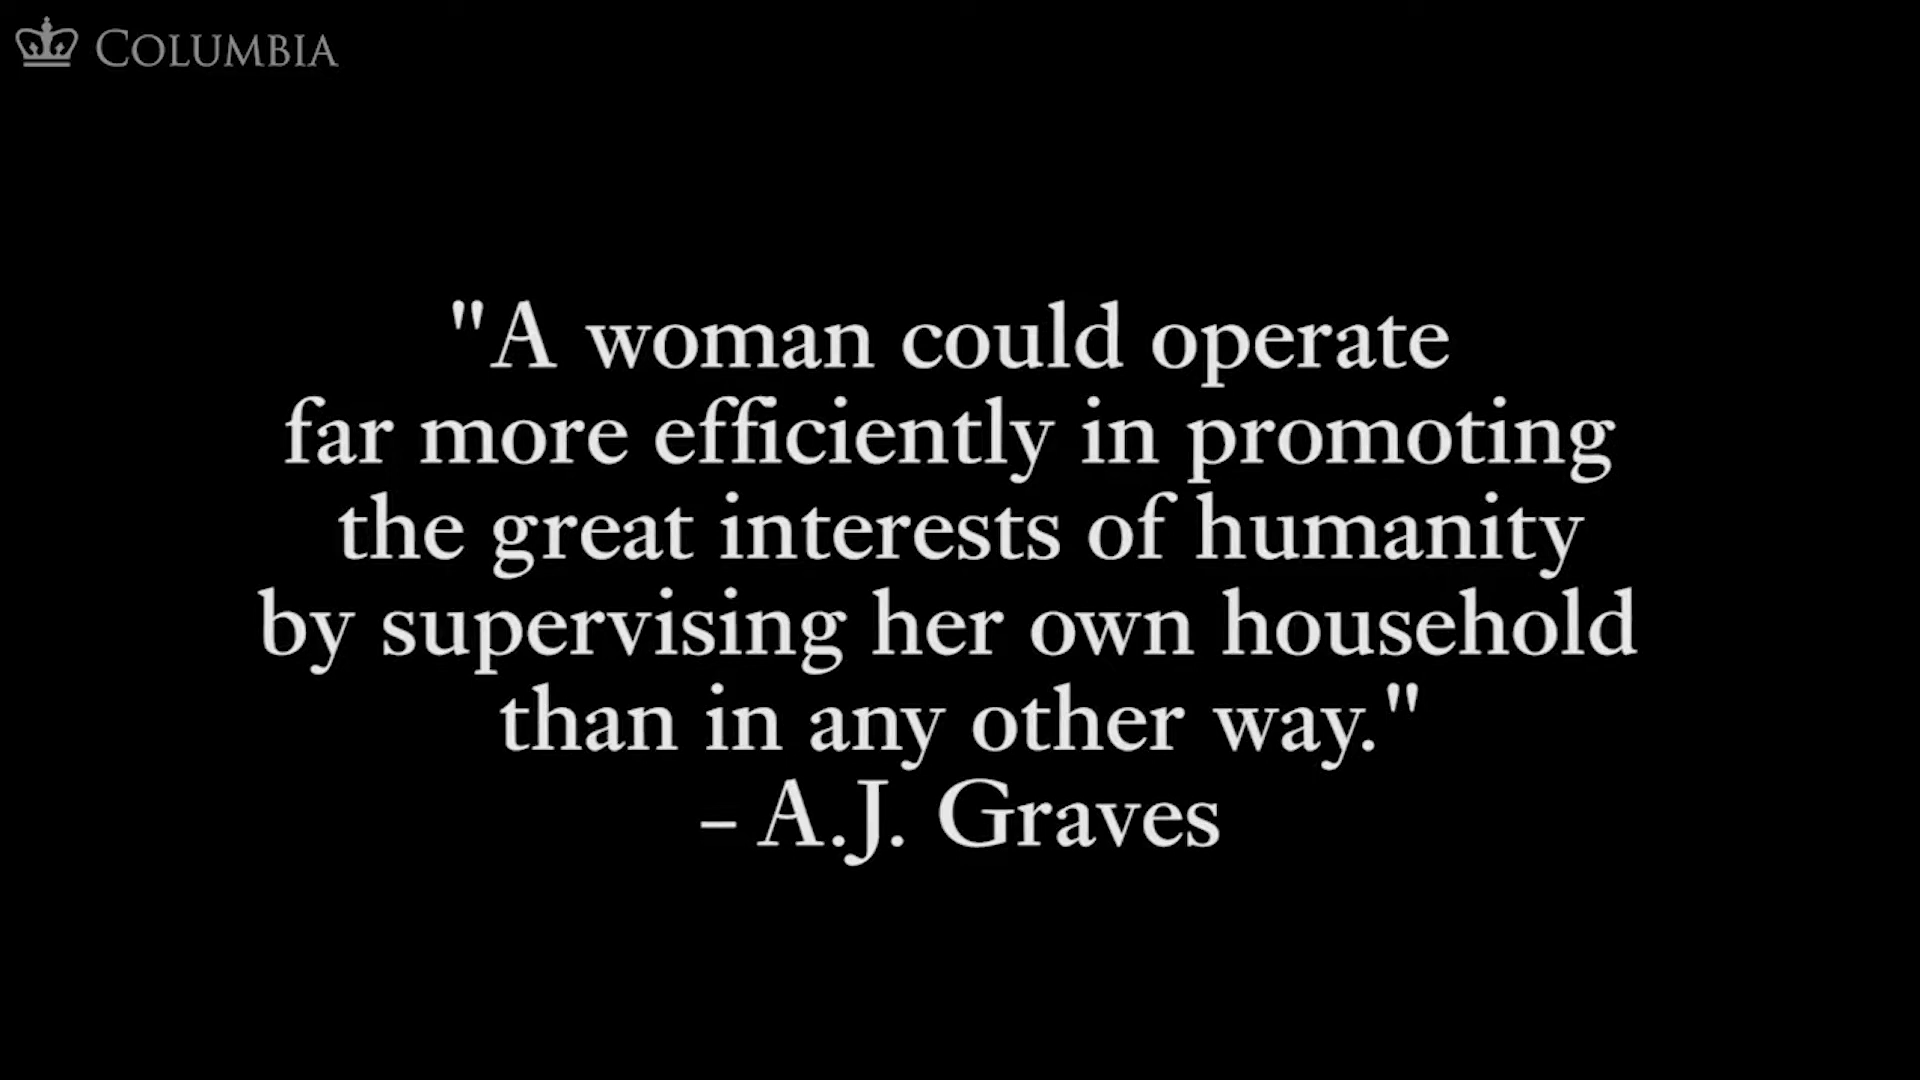 COLUMBIA
"A woman could operate
far more efficiently in promoting
the great interests of humanity
by supervising her own household
than in any other way."
– A.J. Graves